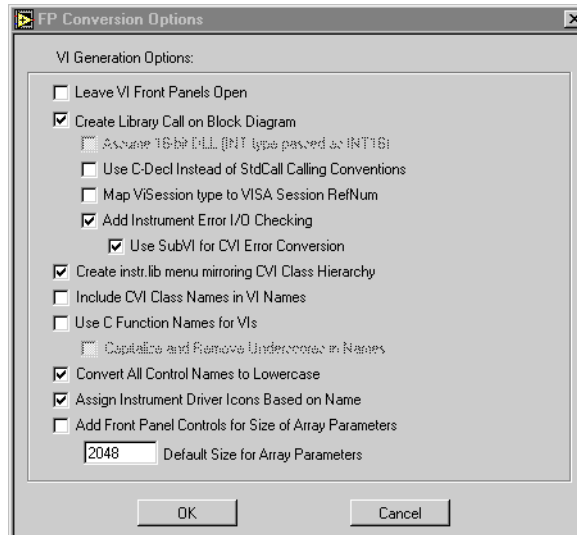 FP Conversion Options
VI Generation Options:
Leave VI Front Panels Open
Create Library Call on Block Diagram
Assume 16-bit DLL (INT type passed as INT16)
Use C-Decl Instead of StdCall Calling Conventions
Map ViSession type to VISA Session RefNum
Add Instrument Error I/O Checking
Use SubVI for CVI Error Conversion
Create instr.lib menu mirroring CVI Class Hierarchy
Include CVI Class Names in VI Names
Use C Function Names for VIs
Capitalize and Remove Underscores in Names
Convert All Control Names to Lowercase
Assign Instrument Driver Icons Based on Name
Add Front Panel Controls for Size of Array Parameters
2048 Default Size for Array Parameters
OK Cancel